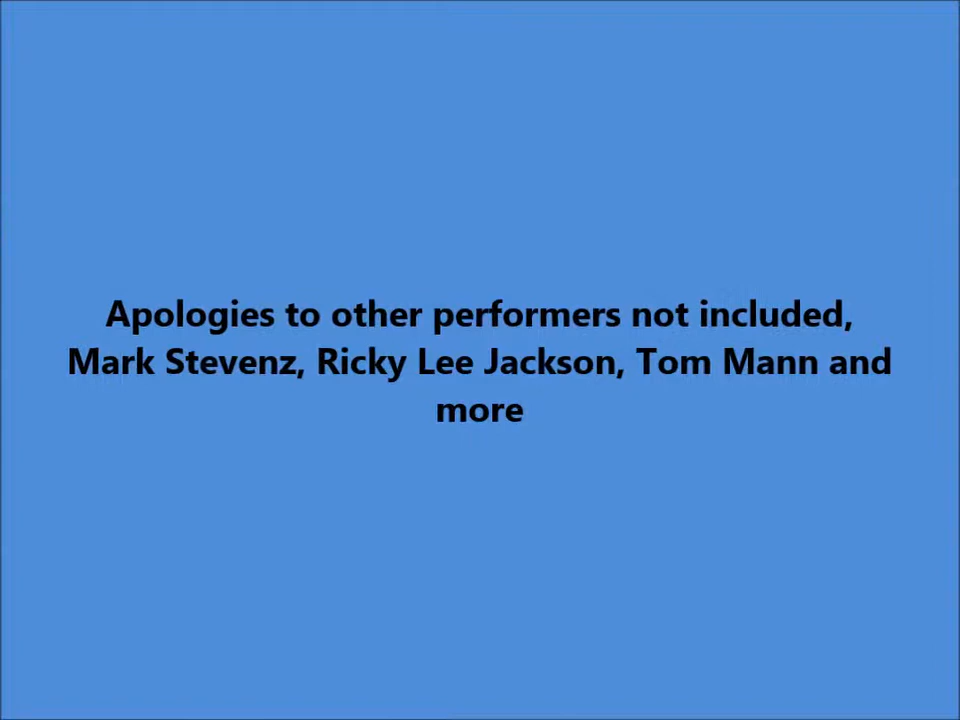 Apologies to other performers not included,
Mark Stevenz, Ricky Lee Jackson, Tom Mann and
more